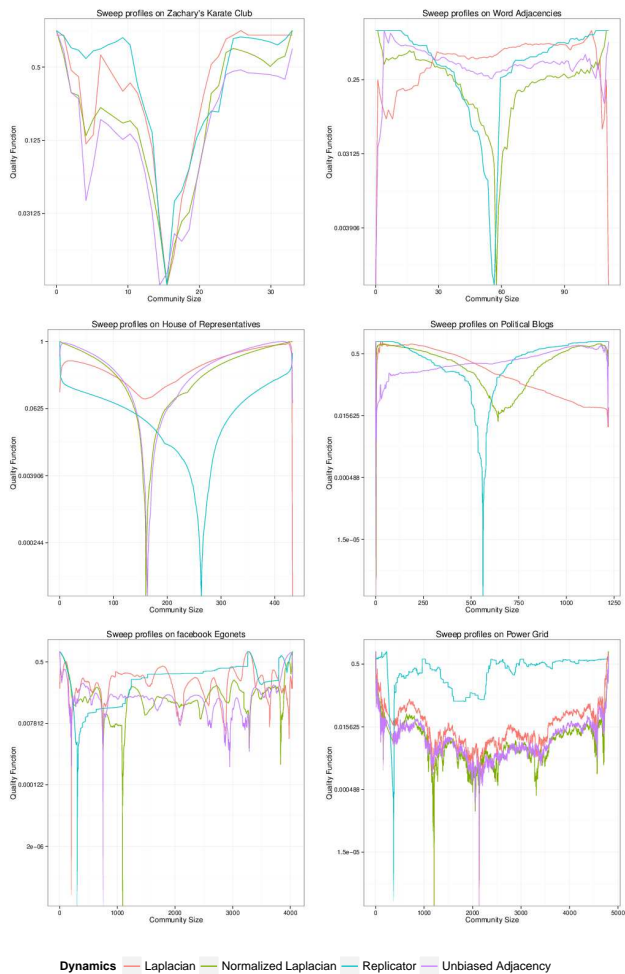 Sweep profiles on Zachary's Karate Club
Quality Function
0.5
0.125
0.03125
0 10 20 30
Community Size
Sweep profiles on Word Adjacencies
Quality Function
0.25
0.03125
0.003906
0 30 60 90
Community Size
Sweep profiles on House of Representatives
Quality Function
1
0.0625
0.003906
0.000244
0 100 200 300 400
Community Size
Sweep profiles on Political Blogs
Quality Function
0.5
0.015625
0.000488
1.5e-05
0 250 500 750 1000 1250
Community Size
Sweep profiles on facebook Egonets
Quality Function
0.5
0.007812
0.000122
2e-06
0 1000 2000 3000 4000
Community Size
Sweep profiles on Power Grid
Quality Function
0.5
0.015625
0.000488
1.5e-05
0 1000 2000 3000 4000 5000
Community Size
Dynamics Laplacian Normalized Laplacian Replicator Unbiased Adjacency